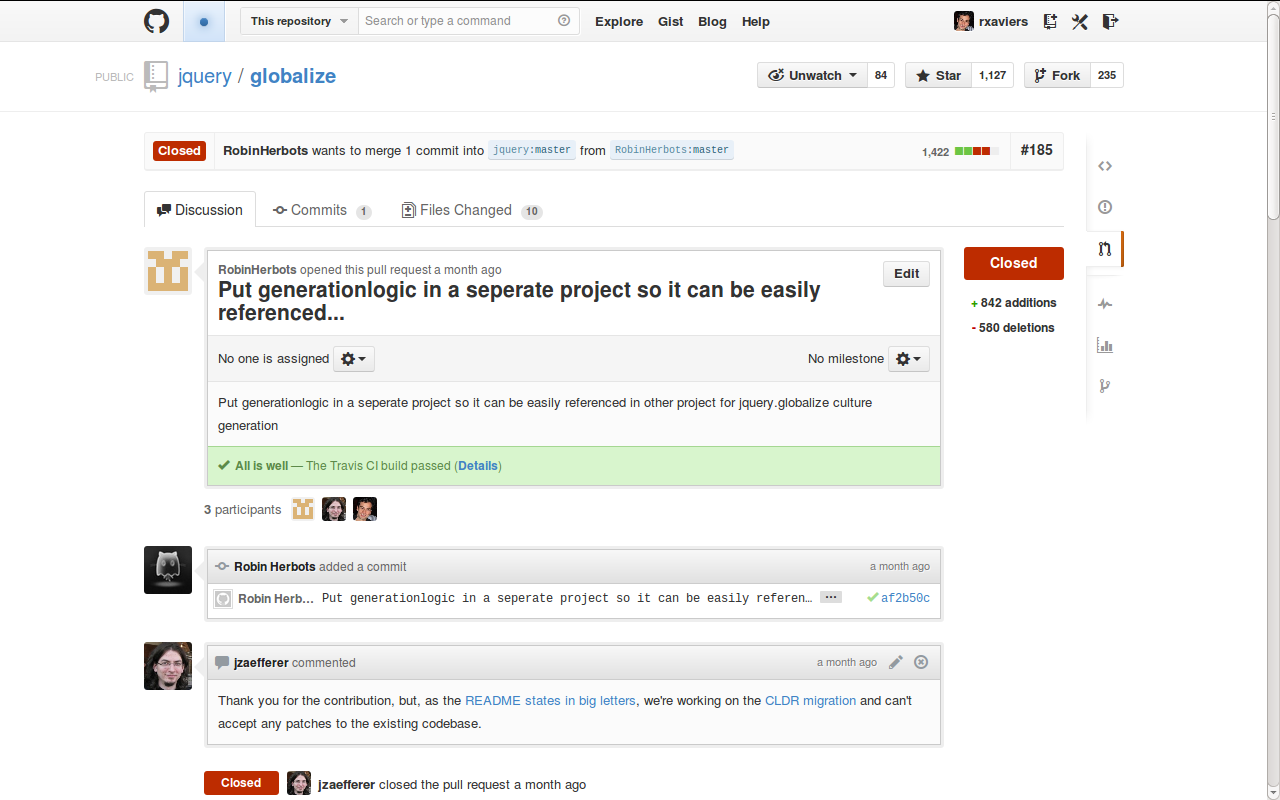 This repository Search or type a command Explore Gist Blog Help rxaviers
PUBLIC jquery / globalize Unwatch 84 Star 1,127 Fork 235
Closed RobinHerbots wants to merge 1 commit into jquery:master from RobinHerbots:master 1,422 #185
Discussion Commits 1 Files Changed 10
RobinHerbots opened this pull request a month ago
Put generationlogic in a seperate project so it can be easily
referenced...
Edit
Closed
+ 842 additions
- 580 deletions
No one is assigned No milestone
Put generationlogic in a seperate project so it can be easily referenced in other project for jquery.globalize culture
generation
All is well — The Travis CI build passed (Details)
3 participants
Robin Herbots added a commit a month ago
Robin Herb... Put generationlogic in a seperate project so it can be easily referen… ... af2b50c
jzaefferer commented a month ago
Thank you for the contribution, but, as the README states in big letters, we're working on the CLDR migration and can't
accept any patches to the existing codebase.
Closed jzaefferer closed the pull request a month ago